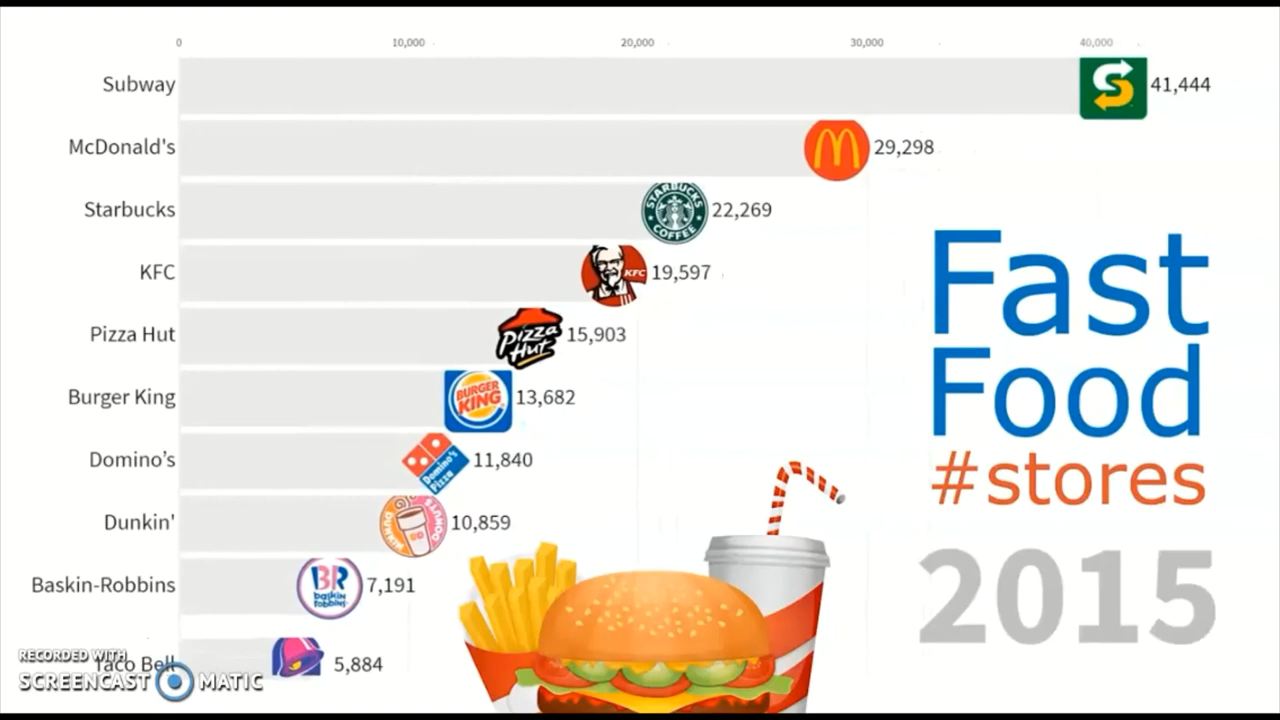 0 10,000 20,000 30,000 40,000
Subway 41,444
McDonald's 29,298
STARBUCKS
Starbucks 22,269
COFFEE
KFC KFC 19,597
Pizza Hut Pizza Hut 15,903
Burger King BURGER KING 13,682
Domino’s Domino's Pizza 11,840
Dunkin' DUNKIN' DONUTS 10,859
Baskin-Robbins BR baskin robbins 7,191
Taco Bell 5,884
Fast
Food
#stores
2015
RECORDED WITH
SCREENCAST MATIC